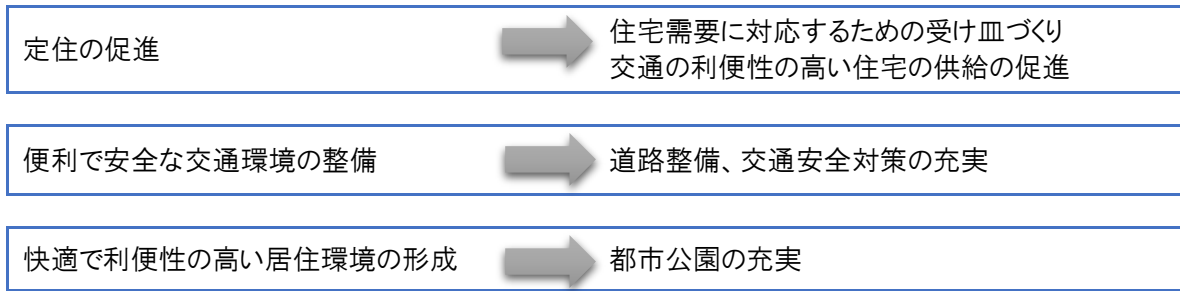 定住の促進
住宅需要に対応するための受け皿づくり
交通の利便性の高い住宅の供給の促進
便利で安全な交通環境の整備
道路整備、交通安全対策の充実
快適で利便性の高い居住環境の形成
都市公園の充実